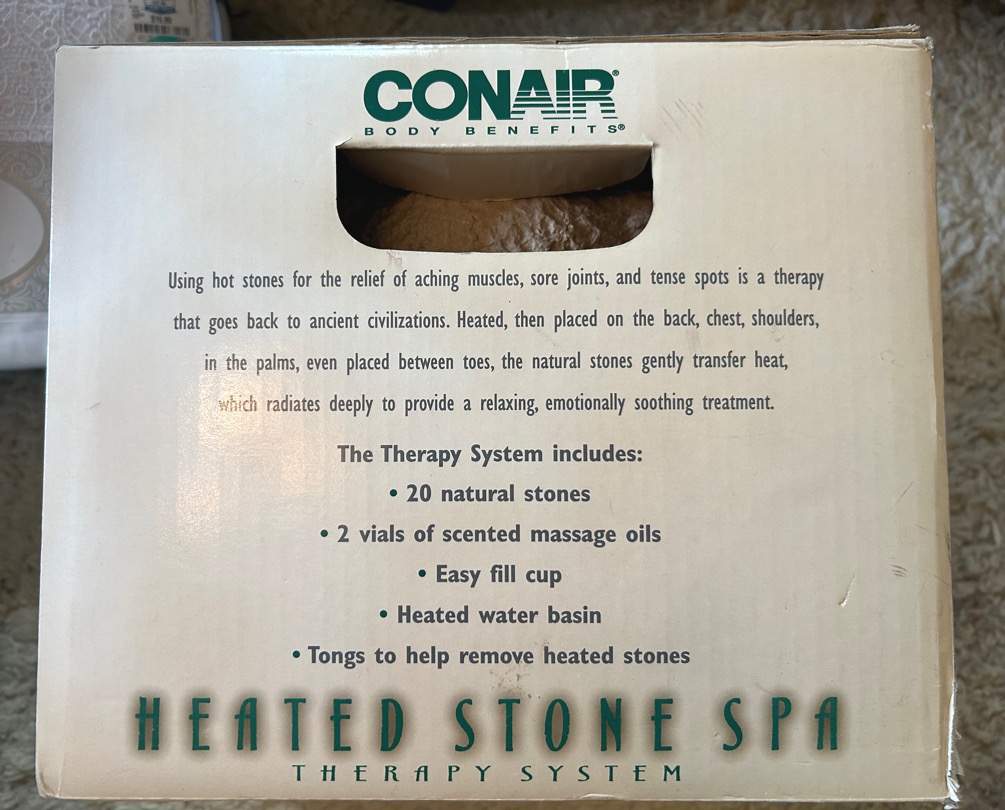 CONAIR®
BODY BENEFITS®
Using hot stones for the relief of aching muscles, sore joints, and tense spots is a therapy
that goes back to ancient civilizations. Heated, then placed on the back, chest, shoulders,
in the palms, even placed between toes, the natural stones gently transfer heat,
which radiates deeply to provide a relaxing, emotionally soothing treatment.
The Therapy System includes:
• 20 natural stones
• 2 vials of scented massage oils
• Easy fill cup
• Heated water basin
• Tongs to help remove heated stones
HEATED STONE SPA
THERAPY SYSTEM